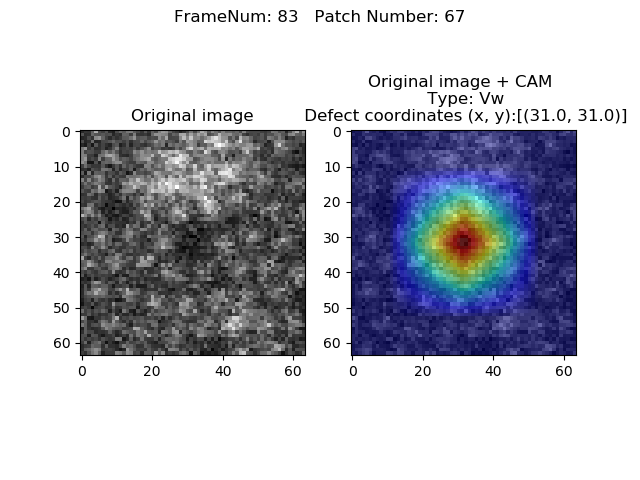 FrameNum: 83   Patch Number: 67
Original image
Original image + CAM
Type: Vw
Defect coordinates (x, y):[(31.0, 31.0)]
0
10
20
30
40
50
60
0 20 40 60
0
10
20
30
40
50
60
0 20 40 60